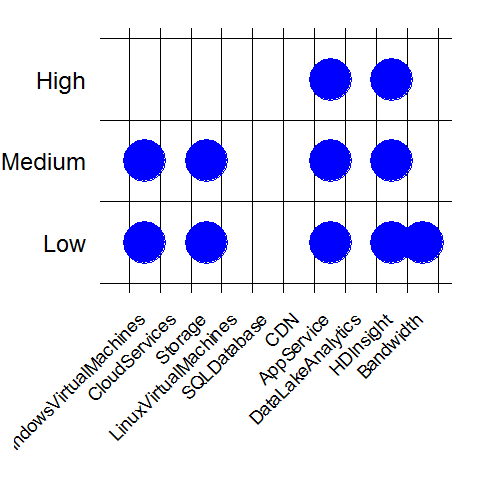 High
Medium
Low
ndowsVirtualMachines
CloudServices
Storage
LinuxVirtualMachines
SQLDatabase
CDN
AppService
DataLakeAnalytics
HDInsight
Bandwidth